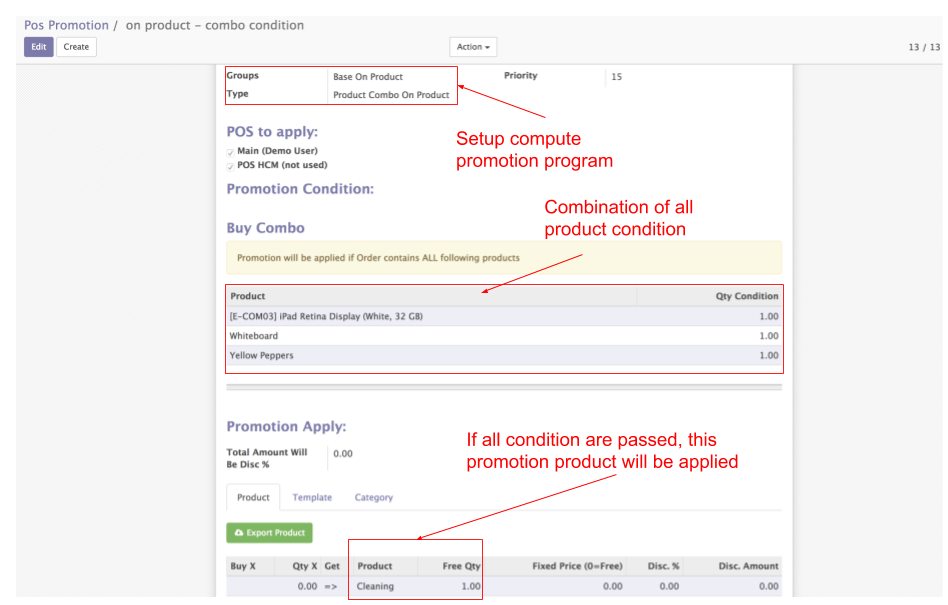 Pos Promotion / on product – combo condition
Edit Create Action 13 / 13
Groups Base On Product Priority 15
Type Product Combo On Product
Setup compute
promotion program
POS to apply:
Main (Demo User)
POS HCM (not used)
Promotion Condition:
Combination of all
product condition
Buy Combo
Promotion will be applied if Order contains ALL following products
Product Qty Condition
[E-COM03] iPad Retina Display (White, 32 GB) 1.00
Whiteboard 1.00
Yellow Peppers 1.00
Promotion Apply:
If all condition are passed, this
promotion product will be applied
Total Amount Will 0.00
Be Disc %
Product Template Category
Export Product
Buy X Qty X Get Product Free Qty Fixed Price (0=Free) Disc. % Disc. Amount
0.00 => Cleaning 1.00 0.00 0.00 0.00